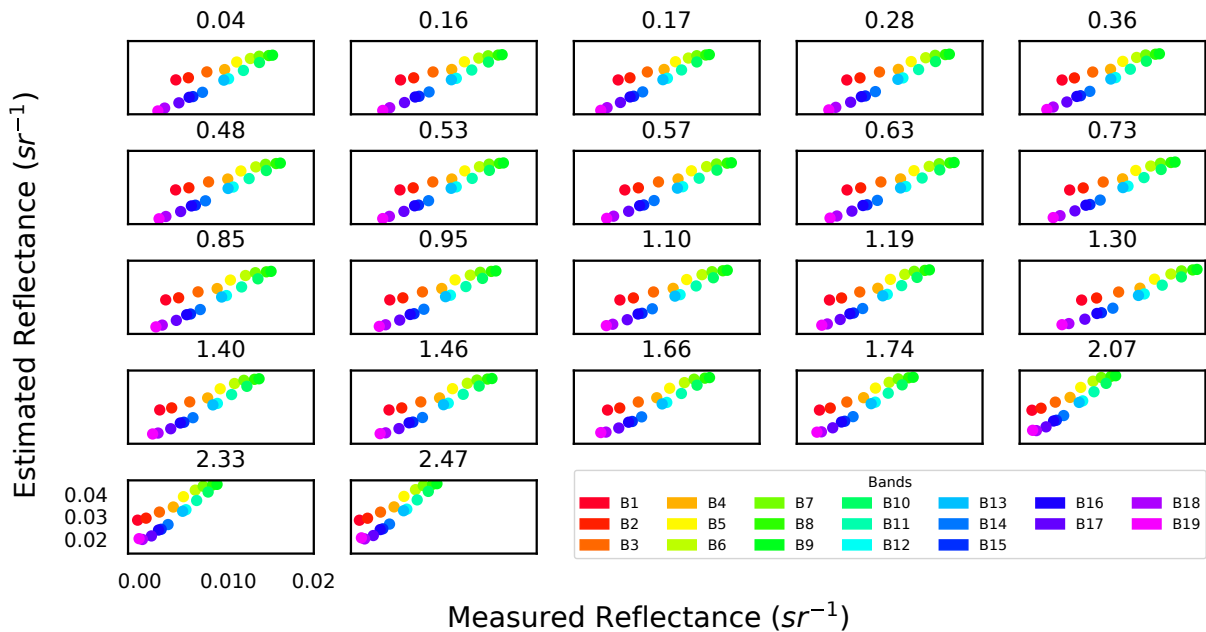 0.04 0.16 0.17 0.28 0.36
0.48 0.53 0.57 0.63 0.73
0.85 0.95 1.10 1.19 1.30
1.40 1.46 1.66 1.74 2.07
2.33 2.47
Estimated Reflectance (sr⁻¹)
0.04
0.03
0.02
0.00 0.010 0.02
Measured Reflectance (sr⁻¹)
Bands
B1 B4 B7 B10 B13 B16 B18
B2 B5 B8 B11 B14 B17 B19
B3 B6 B9 B12 B15